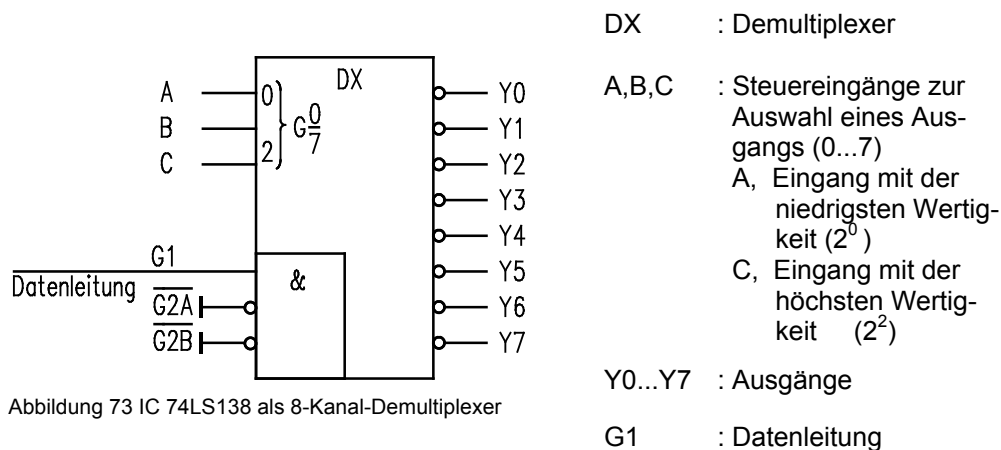 DX
A
B
C
0
2
G 0/7
Y0
Y1
Y2
Y3
Y4
Y5
Y6
Y7
G1
Datenleitung
&
G2A
G2B
Abbildung 73 IC 74LS138 als 8-Kanal-Demultiplexer
DX : Demultiplexer
A,B,C : Steuereingänge zur
Auswahl eines Aus-
gangs (0...7)
A, Eingang mit der
niedrigsten Wertig-
keit (2⁰ )
C, Eingang mit der
höchsten Wertig-
keit (2²)
Y0...Y7 : Ausgänge
G1 : Datenleitung